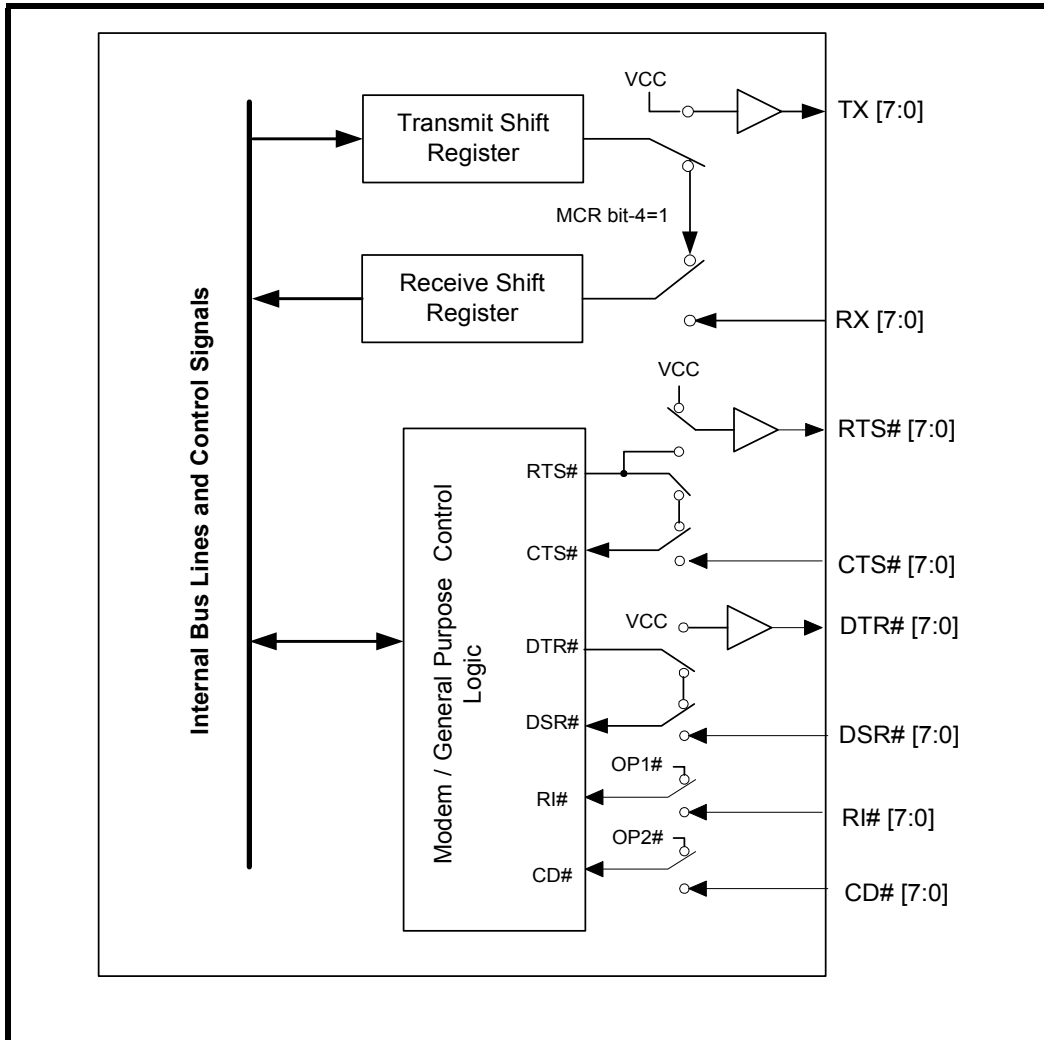 VCC
TX [7:0]
Transmit Shift
Register
MCR bit-4=1
Receive Shift
Register
RX [7:0]
Internal Bus Lines and Control Signals
VCC
RTS# [7:0]
RTS#
CTS#
CTS# [7:0]
Modem / General Purpose Control
Logic
VCC
DTR# [7:0]
DTR#
DSR#
DSR# [7:0]
OP1#
RI#
RI# [7:0]
OP2#
CD#
CD# [7:0]